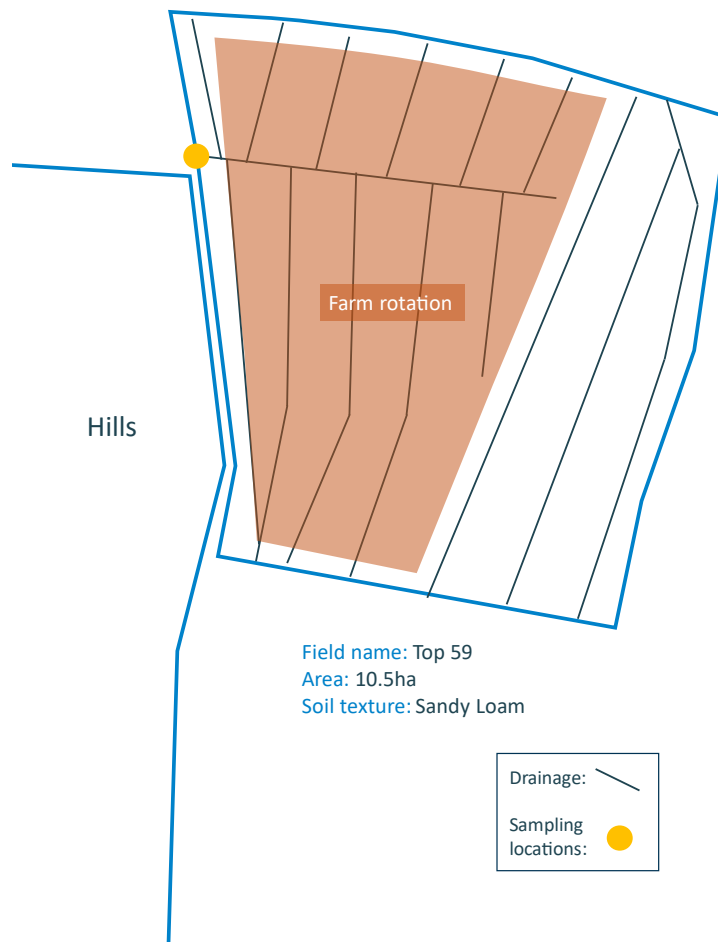 Farm rotation
Hills
Field name: Top 59
Area: 10.5ha
Soil texture: Sandy Loam
Drainage:
Sampling
locations: